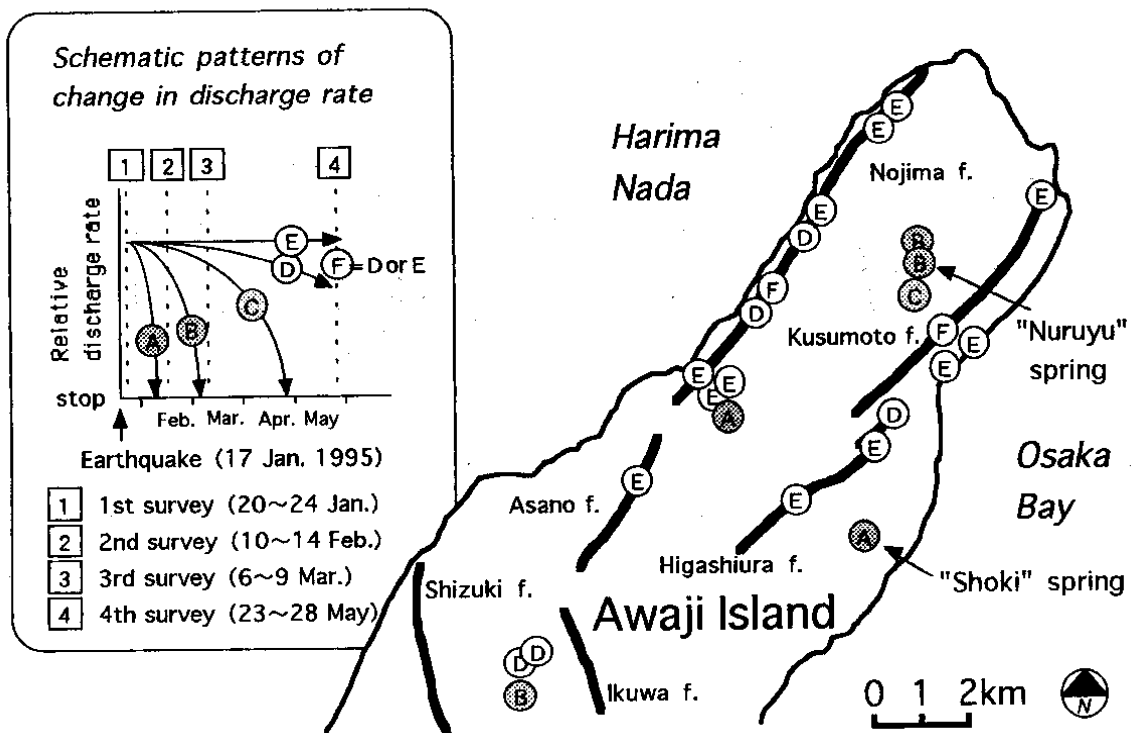 Schematic patterns of
change in discharge rate
1 2 3 4
Relative
discharge rate
E
D
F = D or E
C
B
A
stop
Feb. Mar. Apr. May
Earthquake (17 Jan. 1995)
1 1st survey (20~24 Jan.)
2 2nd survey (10~14 Feb.)
3 3rd survey (6~9 Mar.)
4 4th survey (23~28 May)
Harima
Nada
E
E
Nojima f.
E
E
D
B
B
C
F
D
Kusumoto f.
F
E
E
"Nuruyu"
spring
E
E
E
A
D
E
Osaka
Bay
Asano f.
E
E
A
Higashiura f.
"Shoki" spring
Shizuki f.
Awaji Island
D
D
B
Ikuwa f.
0 1 2km
N